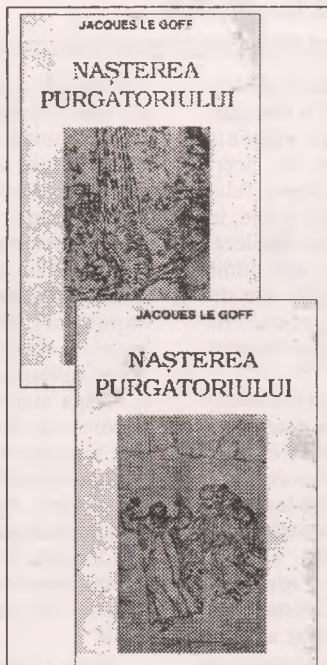 JACQUES LE GOFF
NAȘTEREA
PURGATORIULUI
JACQUES LE GOFF
NAȘTEREA
PURGATORIULUI